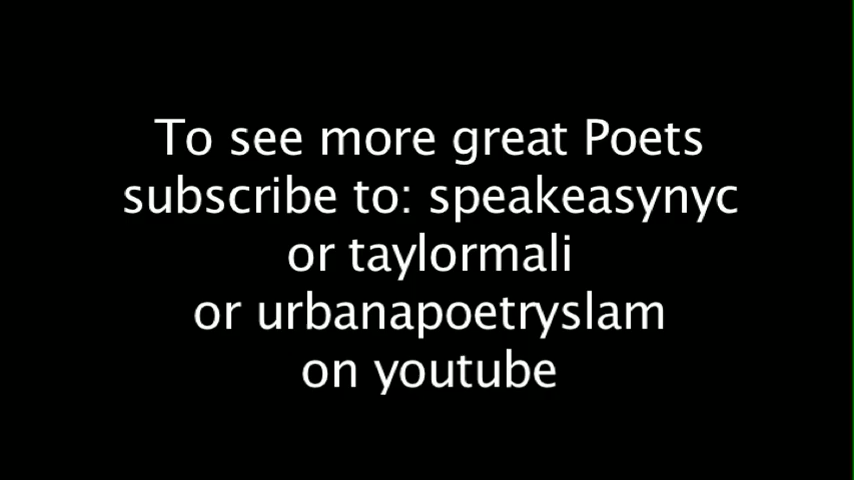 To see more great Poets
subscribe to: speakeasynyc
or taylormali
or urbanapoetryslam
on youtube